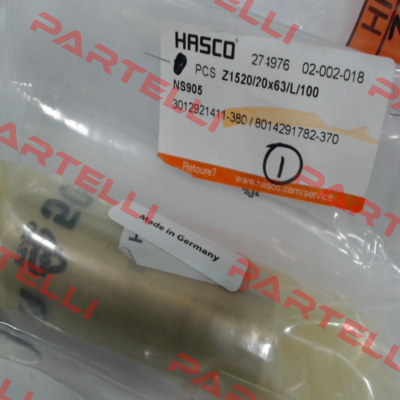 HASCO 274976 02-002-018
PCS Z1520/20x63/L/100
NS905
3012921411-380 / 8014291782-370
1
Retoure? www.hasco.com/service
Made in Germany
PARTELLI
PARTELLI
PARTELLI
PARTELLI